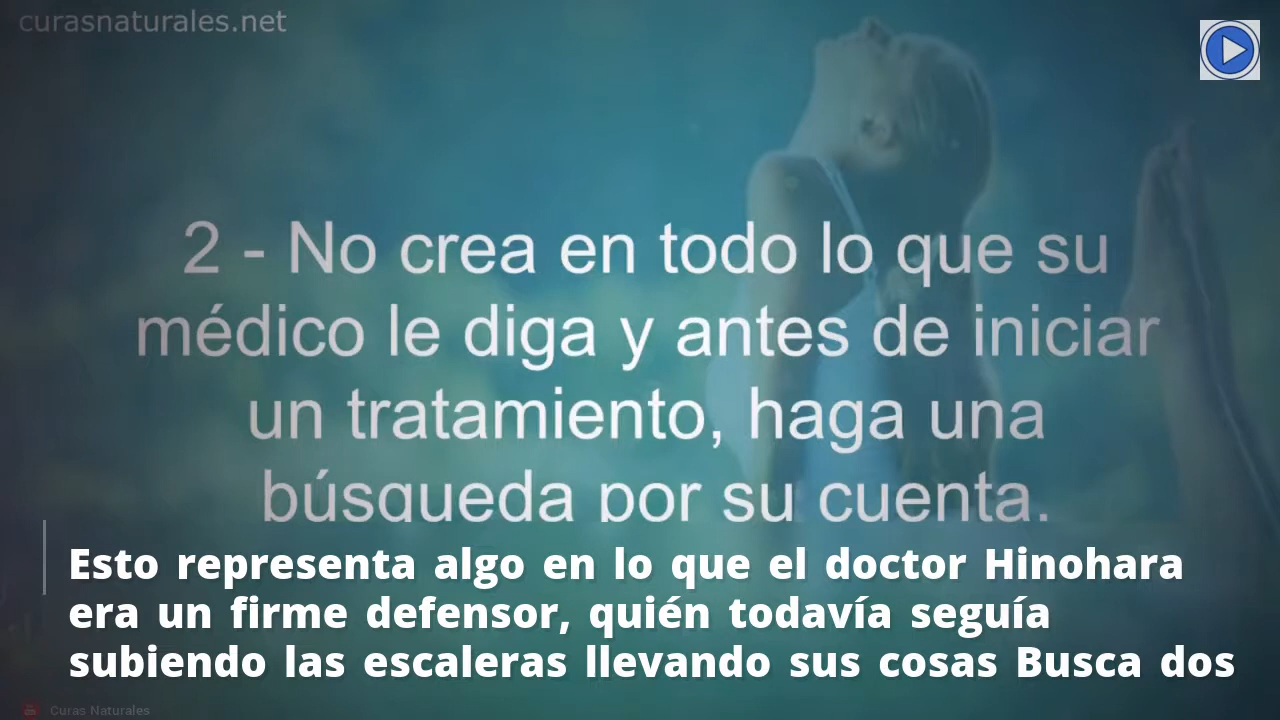 curasnaturales.net
2 - No crea en todo lo que su
médico le diga y antes de iniciar
un tratamiento, haga una
búsqueda por su cuenta.
Esto representa algo en lo que el doctor Hinohara
era un firme defensor, quién todavía seguía
subiendo las escaleras llevando sus cosas Busca dos
Curas Naturales